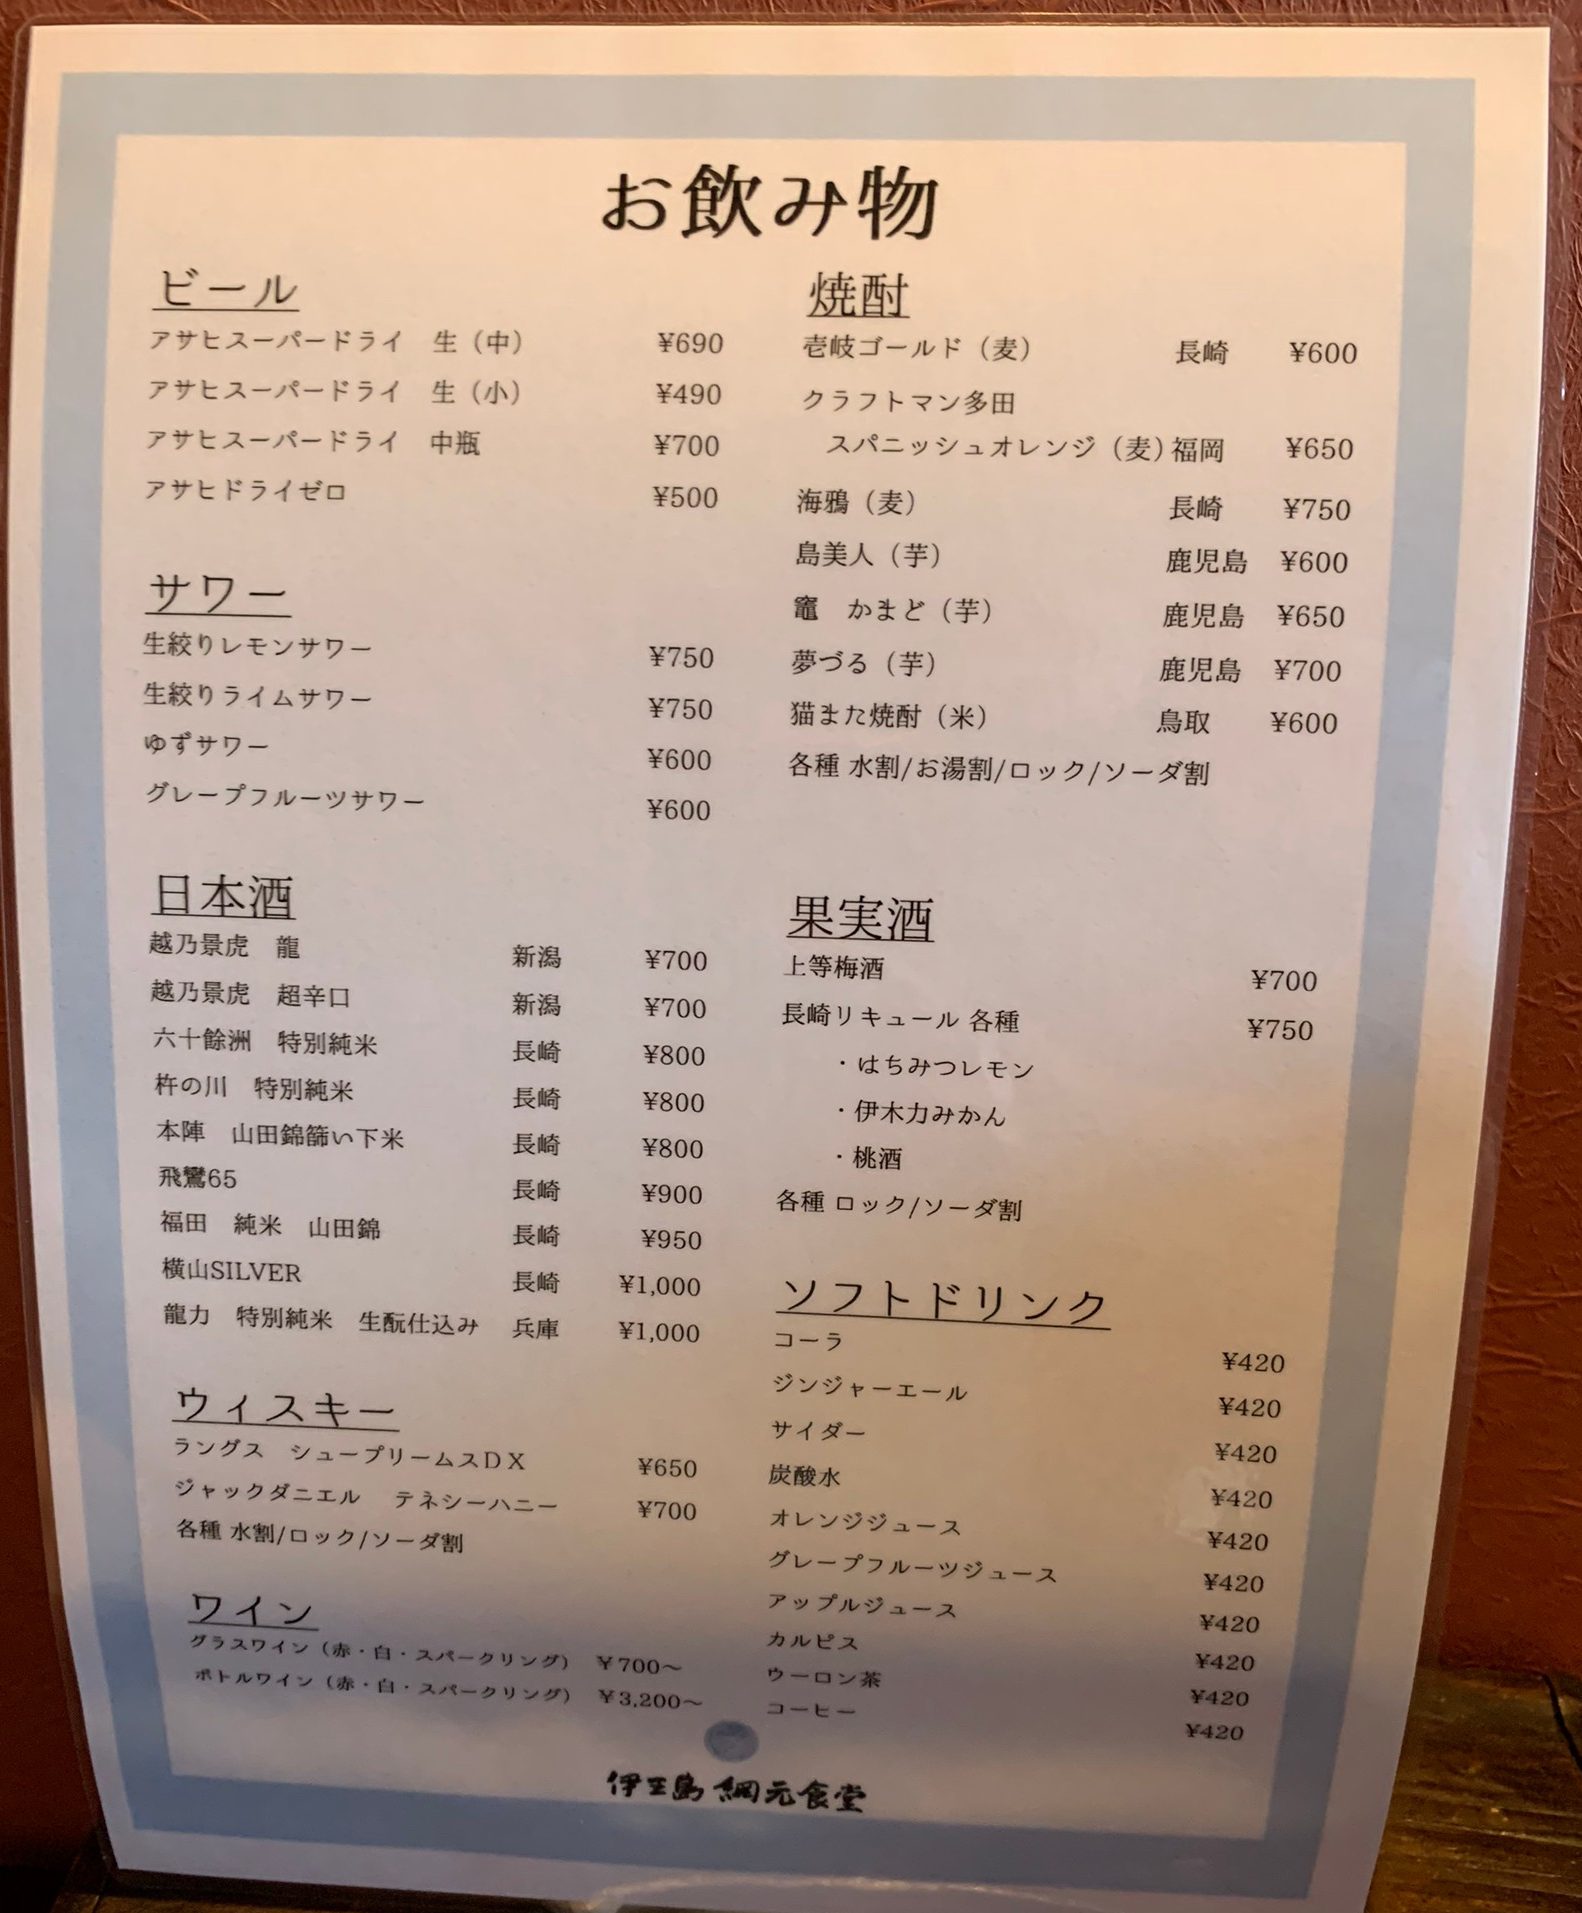 お飲み物
ビール
アサヒスーパードライ 生（中） ¥690
アサヒスーパードライ 生（小） ¥490
アサヒスーパードライ 中瓶 ¥700
アサヒドライゼロ ¥500
サワー
生絞りレモンサワー ¥750
生絞りライムサワー ¥750
ゆずサワー ¥600
グレープフルーツサワー ¥600
日本酒
越乃景虎 龍 新潟 ¥700
越乃景虎 超辛口 新潟 ¥700
六十餘洲 特別純米 長崎 ¥800
杵の川 特別純米 長崎 ¥800
本陣 山田錦篩い下米 長崎 ¥800
飛鸞65 長崎 ¥900
福田 純米 山田錦 長崎 ¥950
横山SILVER 長崎 ¥1,000
龍力 特別純米 生酛仕込み 兵庫 ¥1,000
ウィスキー
ラングス シュープリームスＤＸ ¥650
ジャックダニエル テネシーハニー ¥700
各種 水割/ロック/ソーダ割
ワイン
グラスワイン（赤・白・スパークリング） ¥700〜
ボトルワイン（赤・白・スパークリング） ¥3,200〜
焼酎
壱岐ゴールド（麦） 長崎 ¥600
クラフトマン多田
スパニッシュオレンジ（麦）福岡 ¥650
海鴉（麦） 長崎 ¥750
島美人（芋） 鹿児島 ¥600
竈 かまど（芋） 鹿児島 ¥650
夢づる（芋） 鹿児島 ¥700
猫また焼酎（米） 鳥取 ¥600
各種 水割/お湯割/ロック/ソーダ割
果実酒
上等梅酒 ¥700
長崎リキュール 各種 ¥750
・はちみつレモン
・伊木力みかん
・桃酒
各種 ロック/ソーダ割
ソフトドリンク
コーラ ¥420
ジンジャーエール ¥420
サイダー ¥420
炭酸水 ¥420
オレンジジュース ¥420
グレープフルーツジュース ¥420
アップルジュース ¥420
カルピス ¥420
ウーロン茶 ¥420
コーヒー ¥420
伊王島 網元食堂